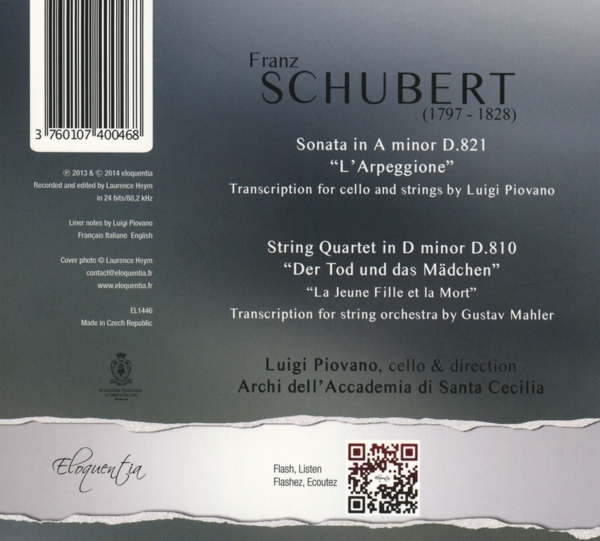 3 760107 400468
℗ 2013 & © 2014 eloquentia
Recorded and edited by Laurence Heym
in 24 bits/88,2 kHz
Liner notes by Luigi Piovano
Français Italiano English
Cover photo © Laurence Heym
contact@eloquentia.fr
www.eloquentia.fr
EL1446
Made in Czech Republic
Franz
SCHUBERT
(1797 - 1828)
Sonata in A minor D.821
“L’Arpeggione”
Transcription for cello and strings by Luigi Piovano
String Quartet in D minor D.810
“Der Tod und das Mädchen”
“La Jeune Fille et la Mort”
Transcription for string orchestra by Gustav Mahler
Luigi Piovano, cello & direction
Archi dell’Accademia di Santa Cecilia
Eloquentia
Flash, Listen
Flashez, Ecoutez